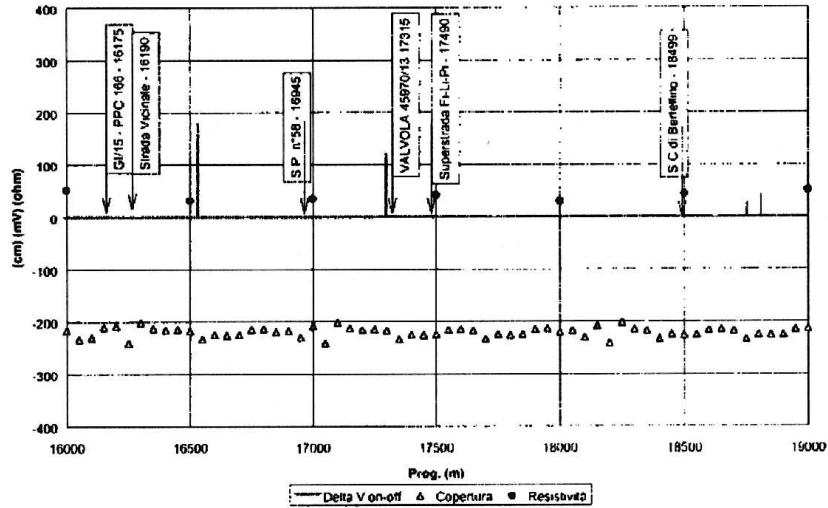 400
300
200
100
0
-100
-200
-300
-400
(cm) (mV) (ohm)
GI/15 - PPC 166 - 16175
Strada Vicinale - 16190
S.P. n°58 - 16945
VALVOLA 45970/13 17315
Superstrada Fi-Li-Pi - 17490
S.C. di - 18499
16000
16500
17000
17500
18000
18500
19000
Prog. (m)
Delta V on-off
Copertura
Resistività